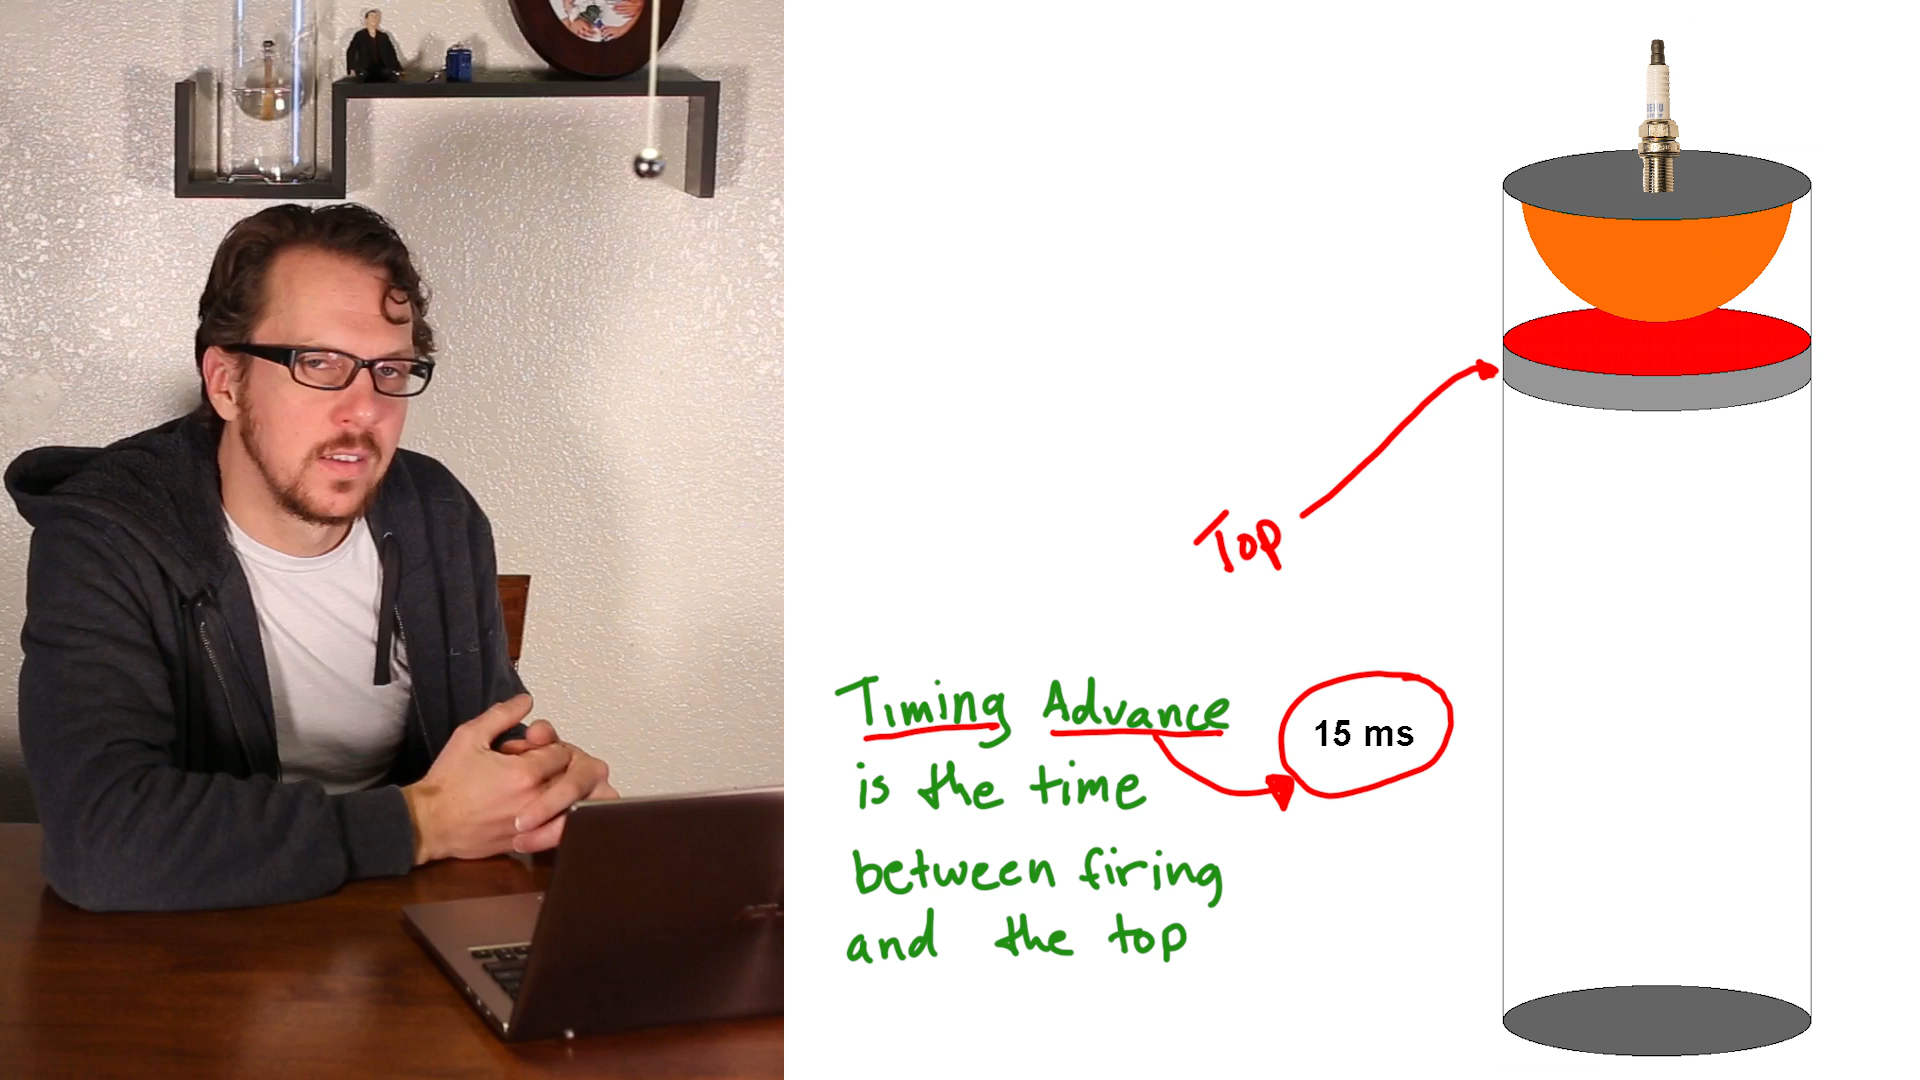 Top
Timing Advance
15 ms
is the time
between firing
and the top